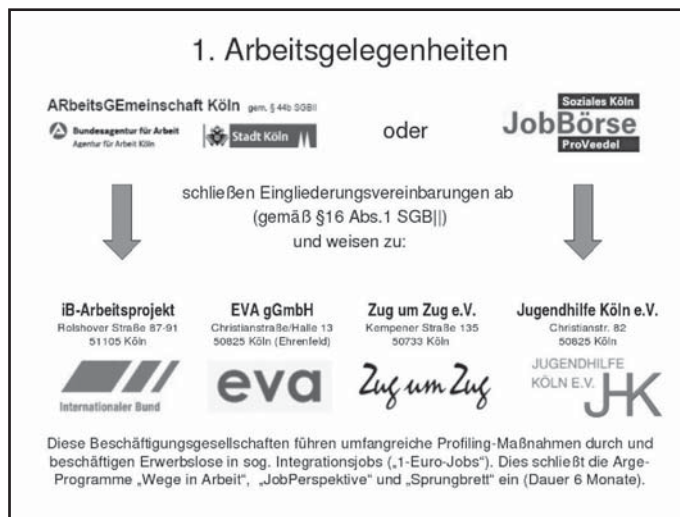 1. Arbeitsgelegenheiten
ARbeitsGEmeinschaft Köln gem. § 44b SGBII
Bundesagentur für Arbeit
Agentur für Arbeit Köln
Stadt Köln
oder
Soziales Köln
JobBörse
ProVeedel
schließen Eingliederungsvereinbarungen ab
(gemäß §16 Abs.1 SGB||)
und weisen zu:
iB-Arbeitsprojekt
Rolshover Straße 87-91
51105 Köln
Internationaler Bund
EVA gGmbH
Christianstraße/Halle 13
50825 Köln (Ehrenfeld)
eva
Zug um Zug e.V.
Kempener Straße 135
50733 Köln
Zug um Zug
Jugendhilfe Köln e.V.
Christianstr. 82
50825 Köln
JUGENDHILFE
KÖLN E.V.
JHK
Diese Beschäftigungsgesellschaften führen umfangreiche Profiling-Maßnahmen durch und
beschäftigen Erwerbslose in sog. Integrationsjobs („1-Euro-Jobs“). Dies schließt die Arge-
Programme „Wege in Arbeit“, „JobPerspektive“ und „Sprungbrett“ ein (Dauer 6 Monate).